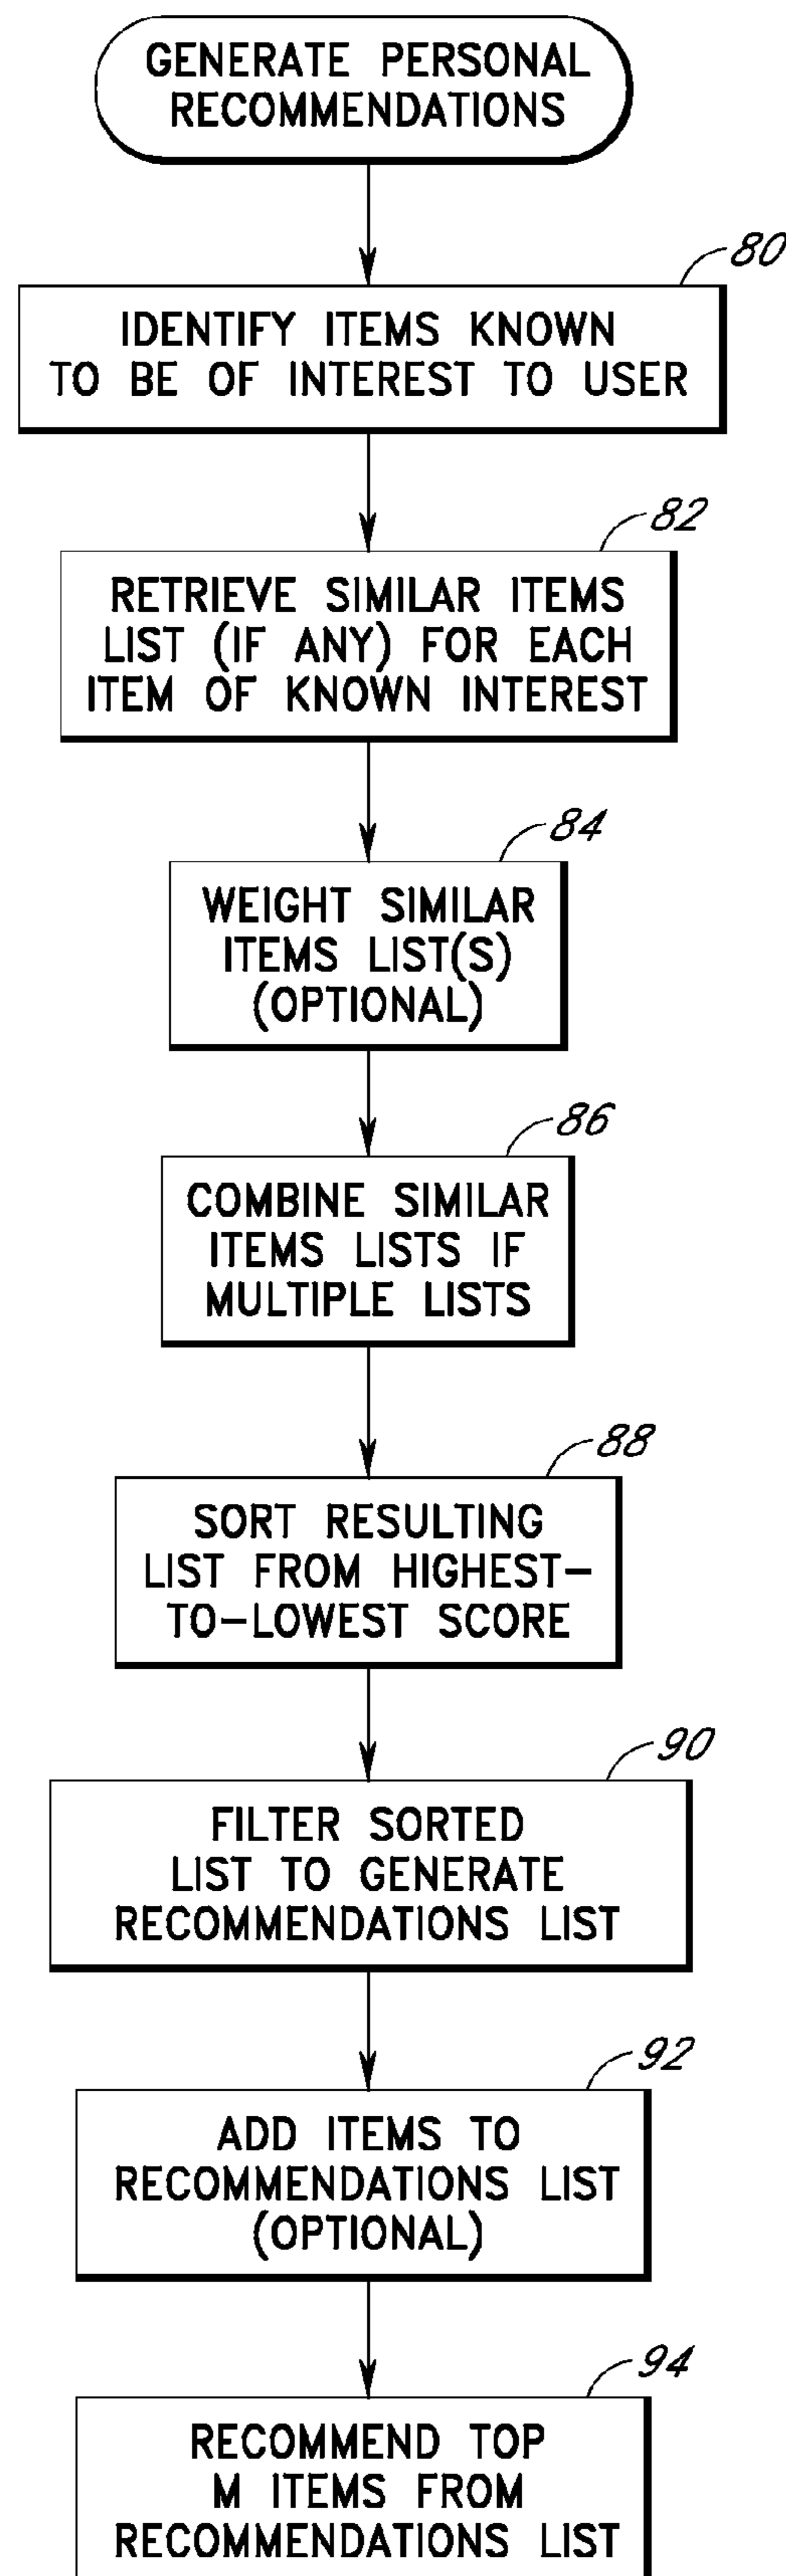 GENERATE PERSONAL
RECOMMENDATIONS
80
IDENTIFY ITEMS KNOWN
TO BE OF INTEREST TO USER
82
RETRIEVE SIMILAR ITEMS
LIST (IF ANY) FOR EACH
ITEM OF KNOWN INTEREST
84
WEIGHT SIMILAR
ITEMS LIST(S)
(OPTIONAL)
86
COMBINE SIMILAR
ITEMS LISTS IF
MULTIPLE LISTS
88
SORT RESULTING
LIST FROM HIGHEST-
TO-LOWEST SCORE
90
FILTER SORTED
LIST TO GENERATE
RECOMMENDATIONS LIST
92
ADD ITEMS TO
RECOMMENDATIONS LIST
(OPTIONAL)
94
RECOMMEND TOP
M ITEMS FROM
RECOMMENDATIONS LIST